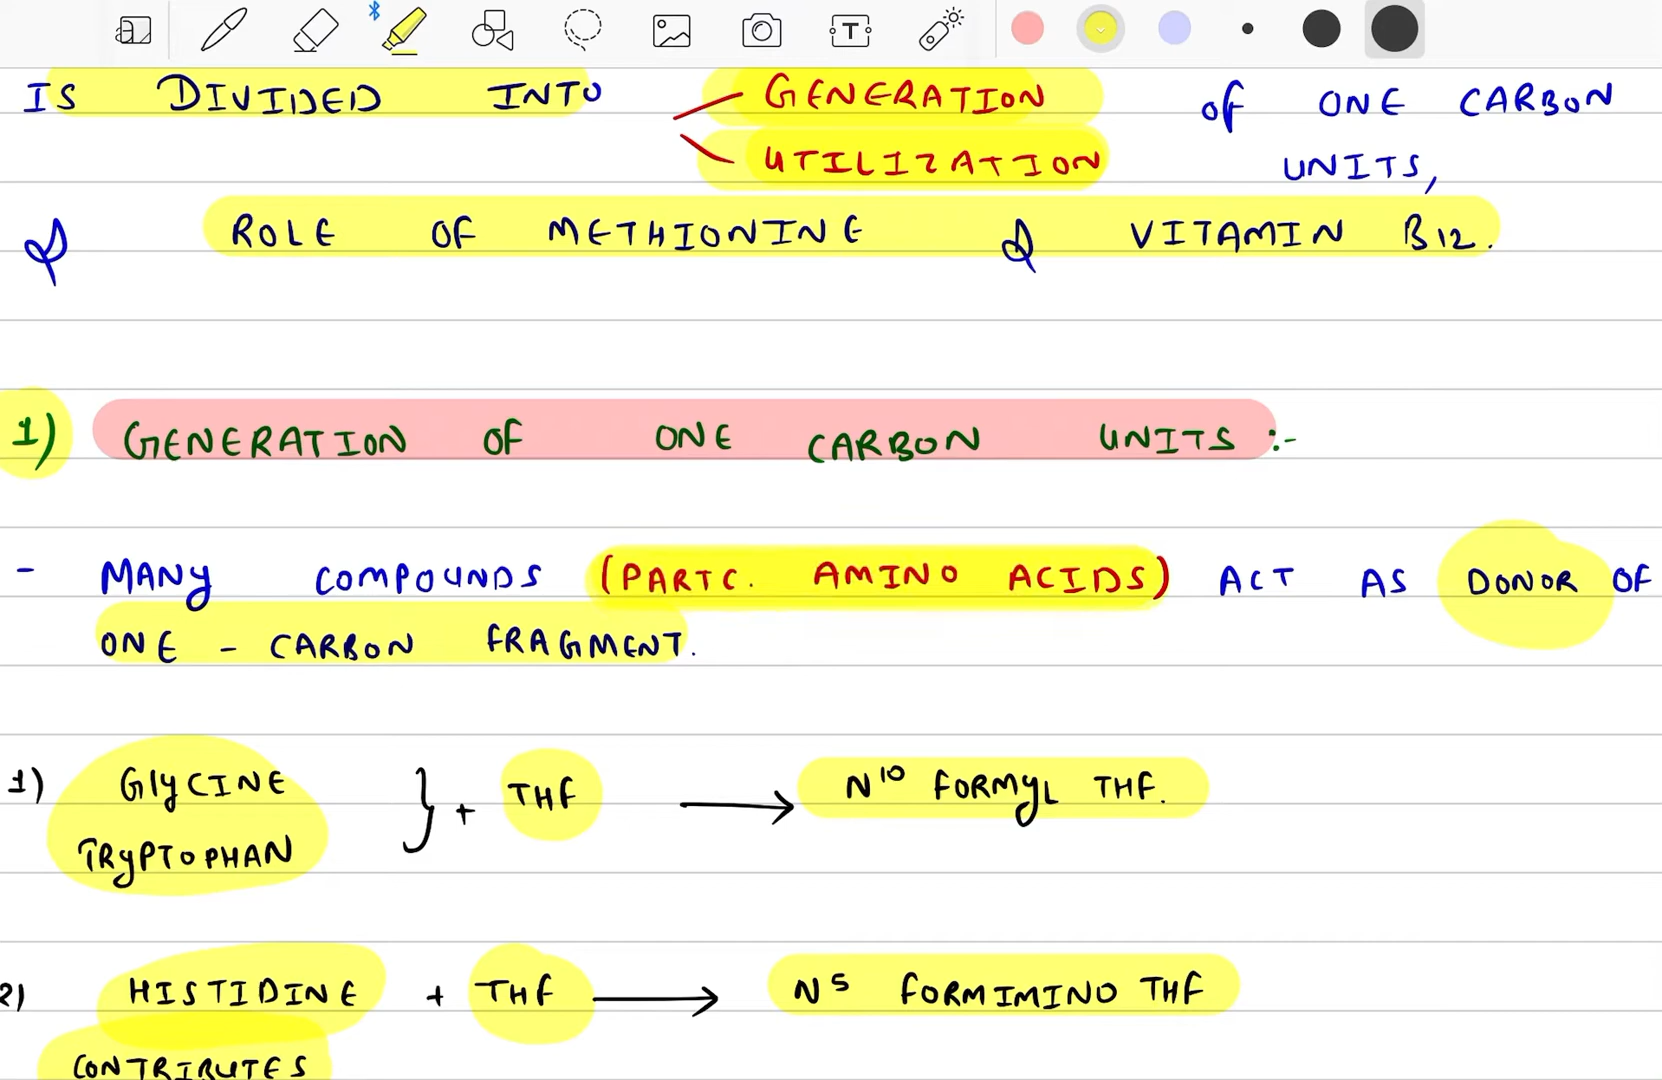 IS DIVIDED INTO GENERATION of ONE CARBON
UTILIZATION UNITS,
& ROLE OF METHIONINE & VITAMIN B12.
1) GENERATION OF ONE CARBON UNITS :-
- MANY COMPOUNDS (PARTC. AMINO ACIDS) ACT AS DONOR OF
ONE - CARBON FRAGMENT.
1) GlyCINE } + THF → N¹⁰ FORMYL THF.
TRYPTOPHAN
2) HISTIDINE + THF → N⁵ FORMIMINO THF
CONTRIBUTES